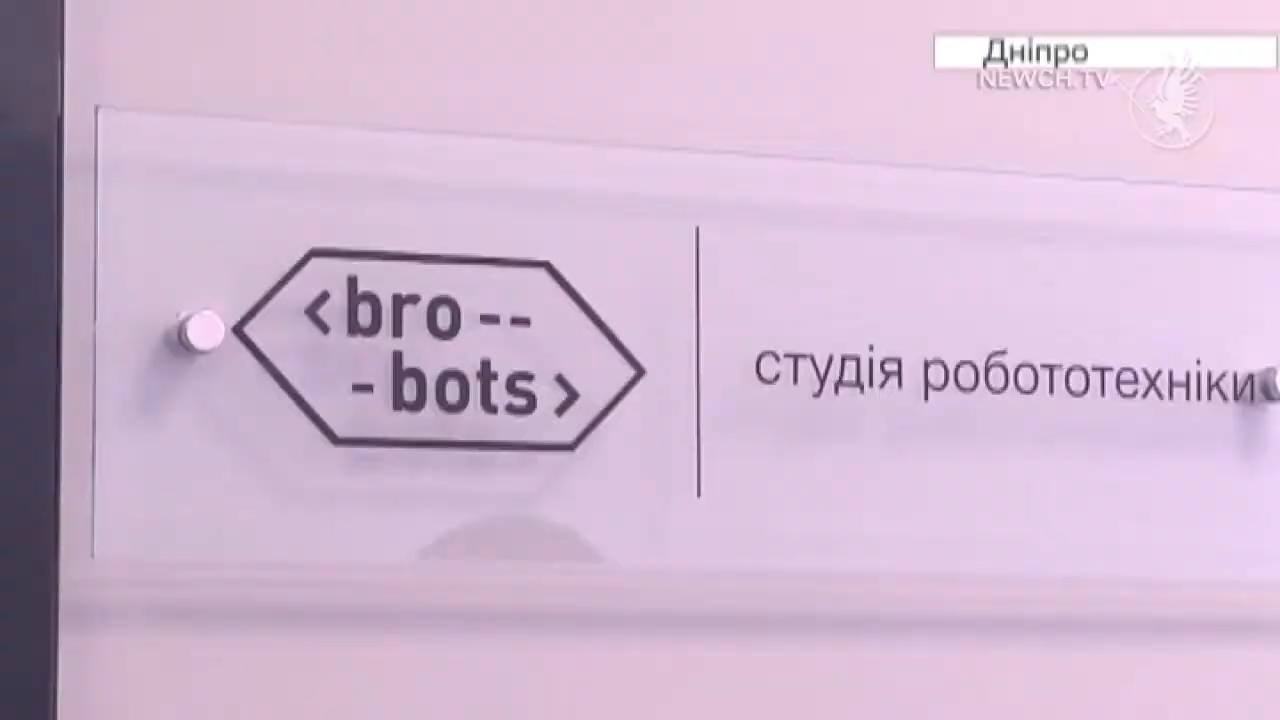 Дніпро
NEWCH.TV
<bro--
-bots>
студія робототехніки